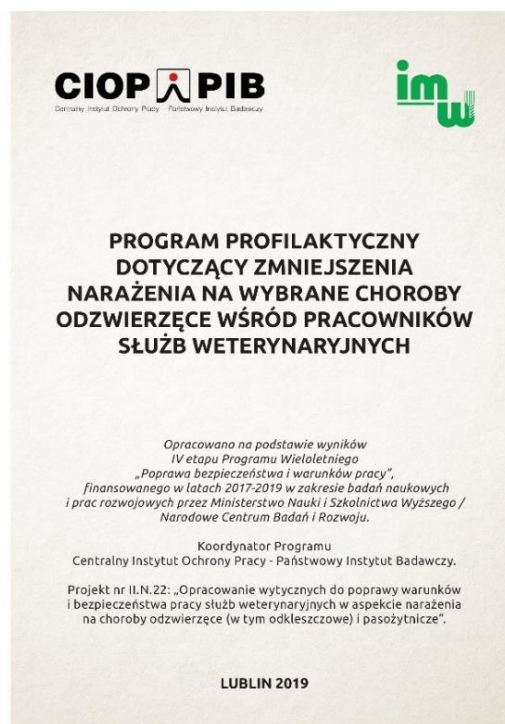 CIOP PIB
Centralny Instytut Ochrony Pracy - Państwowy Instytut Badawczy
imw
PROGRAM PROFILAKTYCZNY
DOTYCZĄCY ZMNIEJSZENIA
NARAŻENIA NA WYBRANE CHOROBY
ODZWIERZĘCE WŚRÓD PRACOWNIKÓW
SŁUŻB WETERYNARYJNYCH
Opracowano na podstawie wyników
IV etapu Programu Wieloletniego
„Poprawa bezpieczeństwa i warunków pracy”,
finansowanego w latach 2017-2019 w zakresie badań naukowych
i prac rozwojowych przez Ministerstwo Nauki i Szkolnictwa Wyższego /
Narodowe Centrum Badań i Rozwoju.
Koordynator Programu
Centralny Instytut Ochrony Pracy - Państwowy Instytut Badawczy.
Projekt nr II.N.22: „Opracowanie wytycznych do poprawy warunków
i bezpieczeństwa pracy służb weterynaryjnych w aspekcie narażenia
na choroby odzwierzęce (w tym odkleszczowe) i pasożytnicze”.
LUBLIN 2019